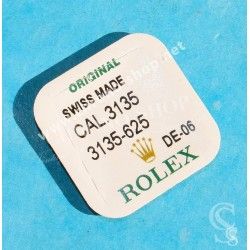 ORIGINAL
SWISS MADE
CAL.3135
3135-625
DE-06
ROLEX